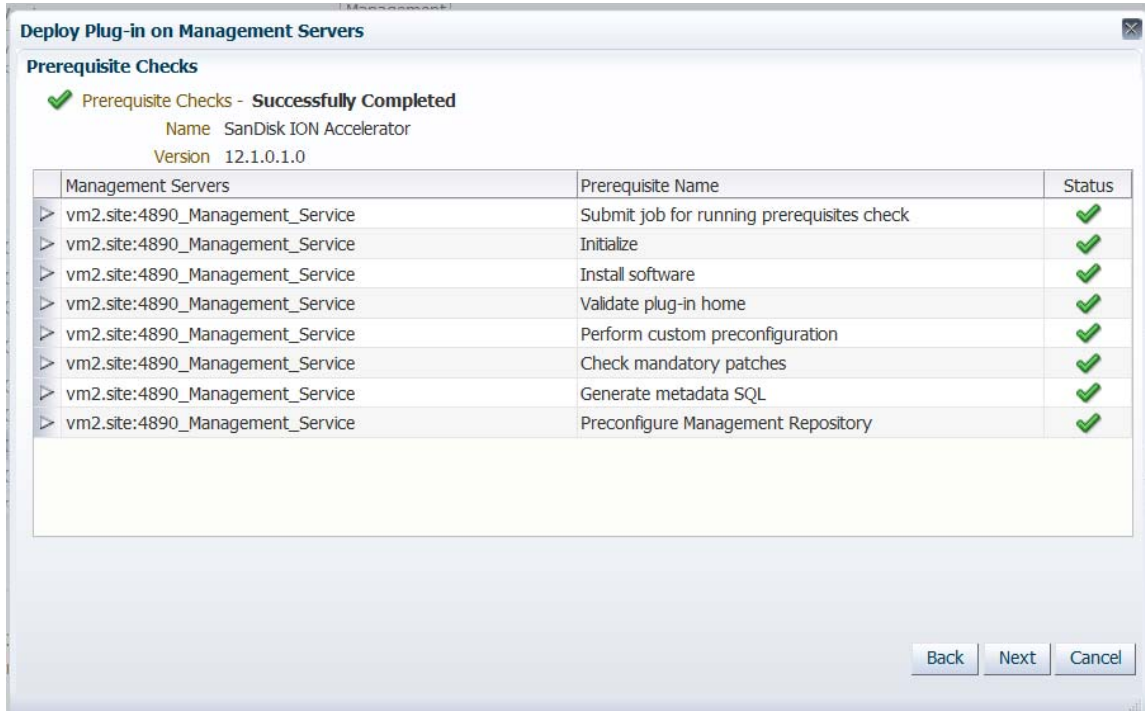 Management
Deploy Plug-in on Management Servers
Prerequisite Checks
Prerequisite Checks - Successfully Completed
Name SanDisk ION Accelerator
Version 12.1.0.1.0
Management Servers Prerequisite Name Status
vm2.site:4890_Management_Service Submit job for running prerequisites check
vm2.site:4890_Management_Service Initialize
vm2.site:4890_Management_Service Install software
vm2.site:4890_Management_Service Validate plug-in home
vm2.site:4890_Management_Service Perform custom preconfiguration
vm2.site:4890_Management_Service Check mandatory patches
vm2.site:4890_Management_Service Generate metadata SQL
vm2.site:4890_Management_Service Preconfigure Management Repository
Back Next Cancel